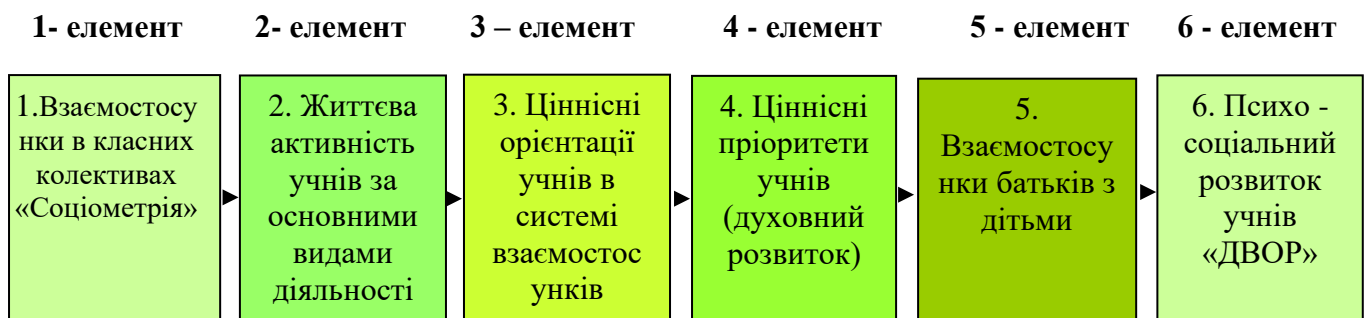 1- елемент
2- елемент
3 – елемент
4 - елемент
5 - елемент
6 - елемент
1.Взаємостосу
нки в класних
колективах
«Соціометрія»
2. Життєва
активність
учнів за
основними
видами
діяльності
3. Ціннісні
орієнтації
учнів в
системі
взаємостос
унків
4. Ціннісні
пріоритети
учнів
(духовний
розвиток)
5.
Взаємостосу
нки батьків з
дітьми
6. Психо -
соціальний
розвиток
учнів
«ДВОР»